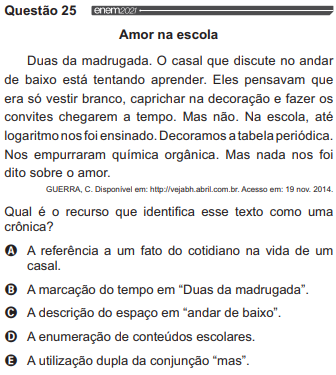 Questão 25 enem2021
Amor na escola
Duas da madrugada. O casal que discute no andar
de baixo está tentando aprender. Eles pensavam que
era só vestir branco, caprichar na decoração e fazer os
convites chegarem a tempo. Mas não. Na escola, até
logaritmo nos foi ensinado. Decoramos a tabela periódica.
Nos empurraram química orgânica. Mas nada nos foi
dito sobre o amor.
GUERRA, C. Disponível em: http://vejabh.abril.com.br. Acesso em: 19 nov. 2014.
Qual é o recurso que identifica esse texto como uma
crônica?
A A referência a um fato do cotidiano na vida de um
casal.
B A marcação do tempo em “Duas da madrugada”.
C A descrição do espaço em “andar de baixo”.
D A enumeração de conteúdos escolares.
E A utilização dupla da conjunção “mas”.